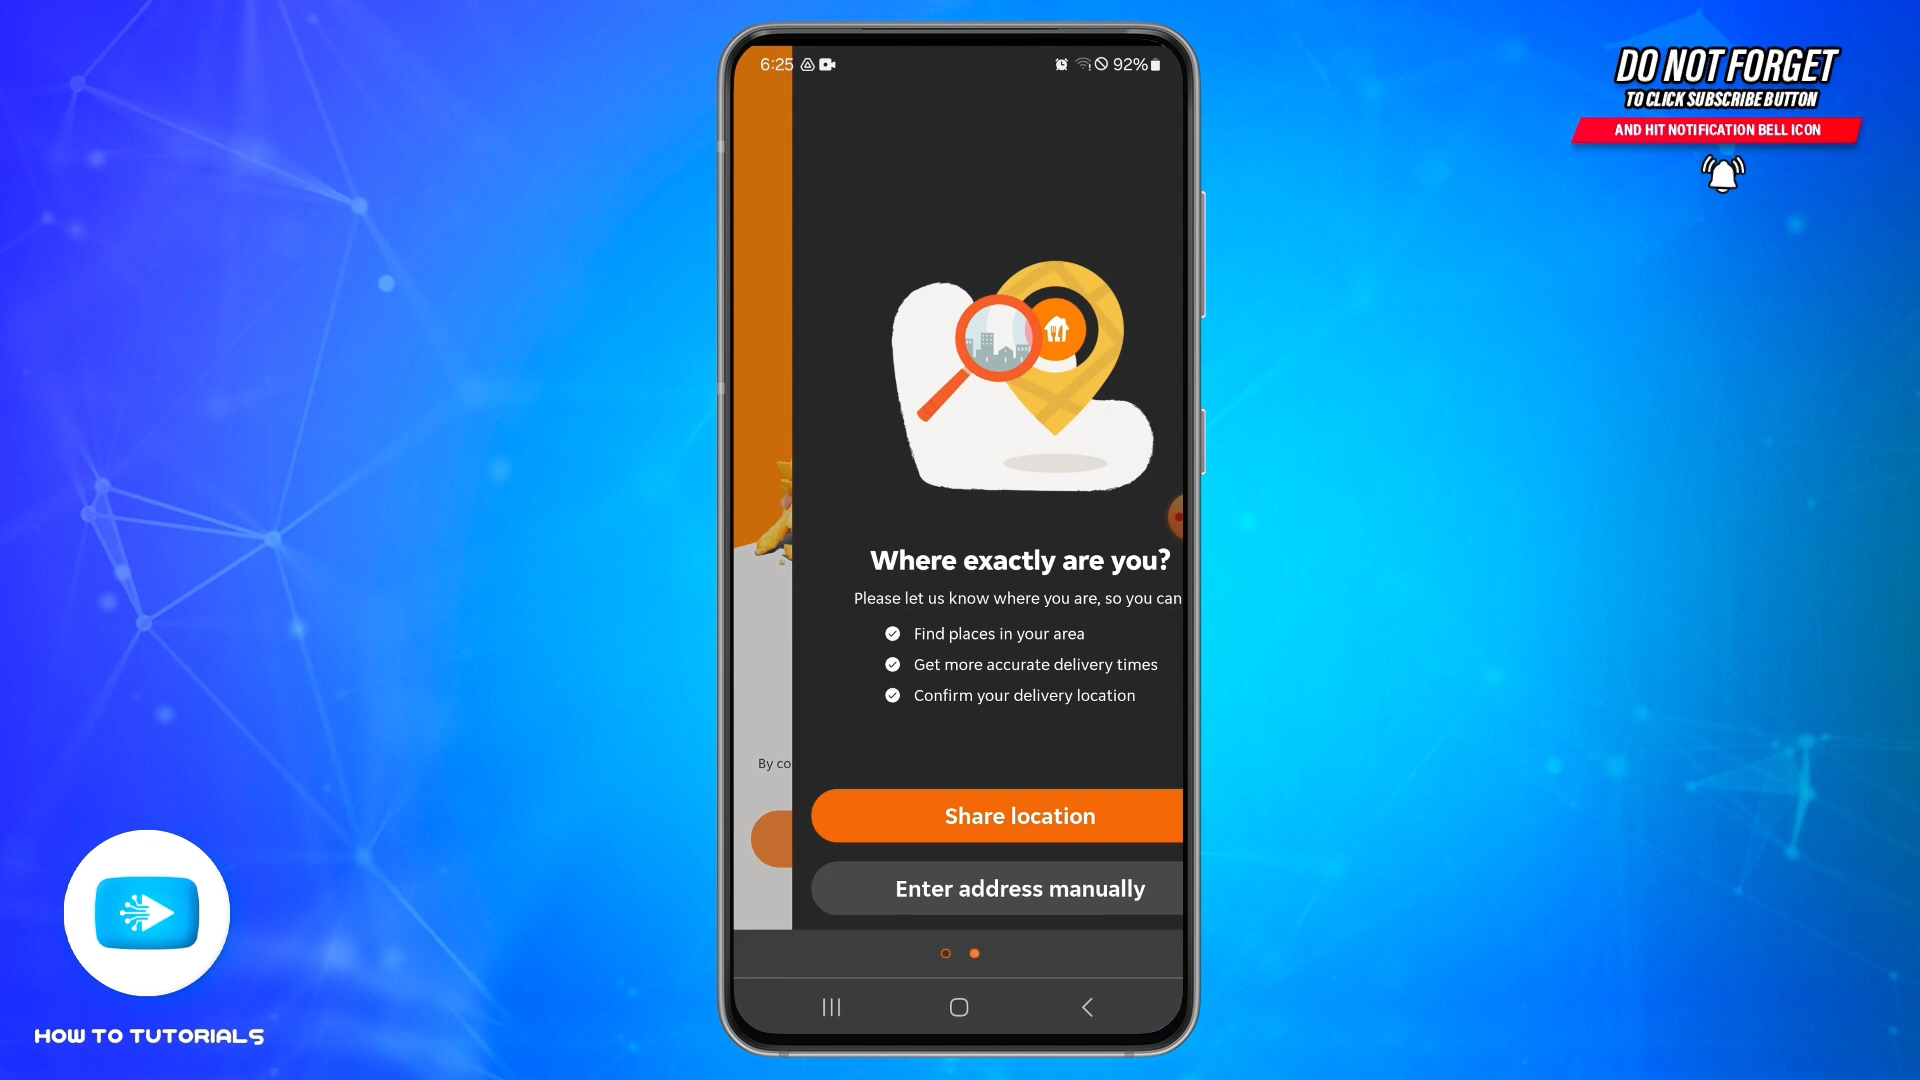 DO NOT FORGET
TO CLICK SUBSCRIBE BUTTON
AND HIT NOTIFICATION BELL ICON
6:25
92%
Where exactly are you?
Please let us know where you are, so you can
Find places in your area
Get more accurate delivery times
Confirm your delivery location
By co
Share location
Enter address manually
HOW TO TUTORIALS